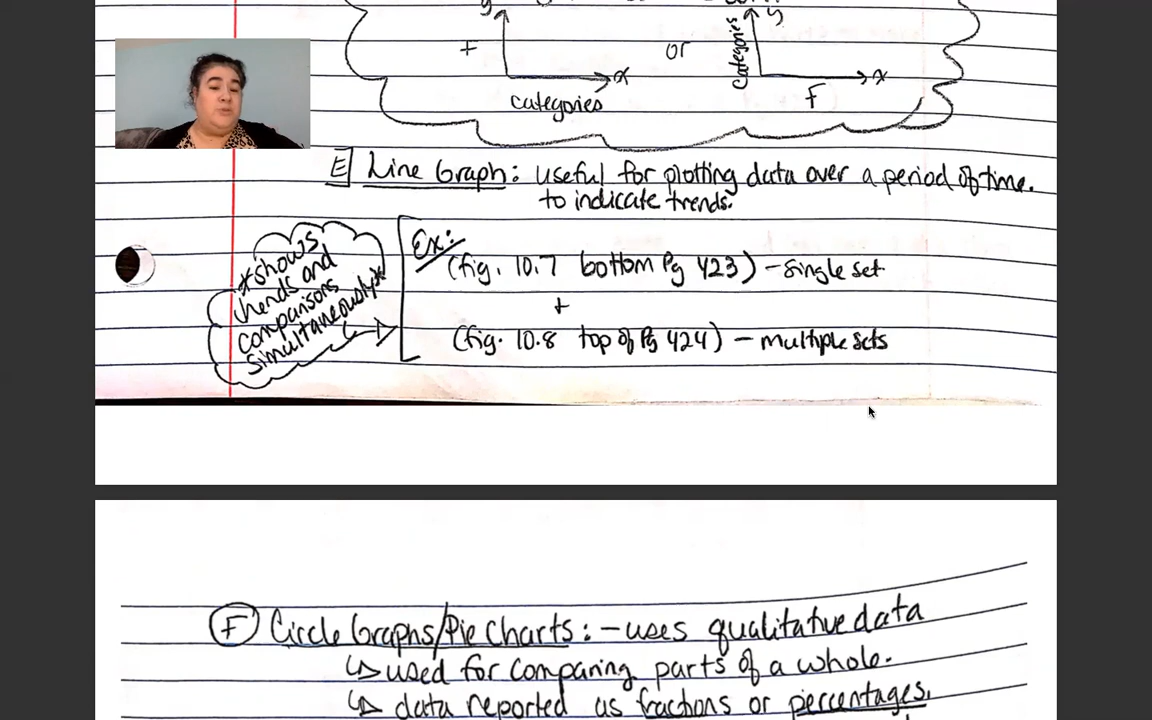 y
y
F
or
Categories
x
x
categories
F
E Line Graph: useful for plotting data over a period of time.
to indicate trends.
*shows
trends and
comparisons
simultaneously*
Ex:
(fig. 10.7 bottom Pg 423) - single set
+
(fig. 10.8 top of Pg 424) - multiple sets
F Circle Graphs/Pie Charts: - uses qualitative data
↳ used for comparing parts of a whole.
↳ data reported as fractions or percentages.